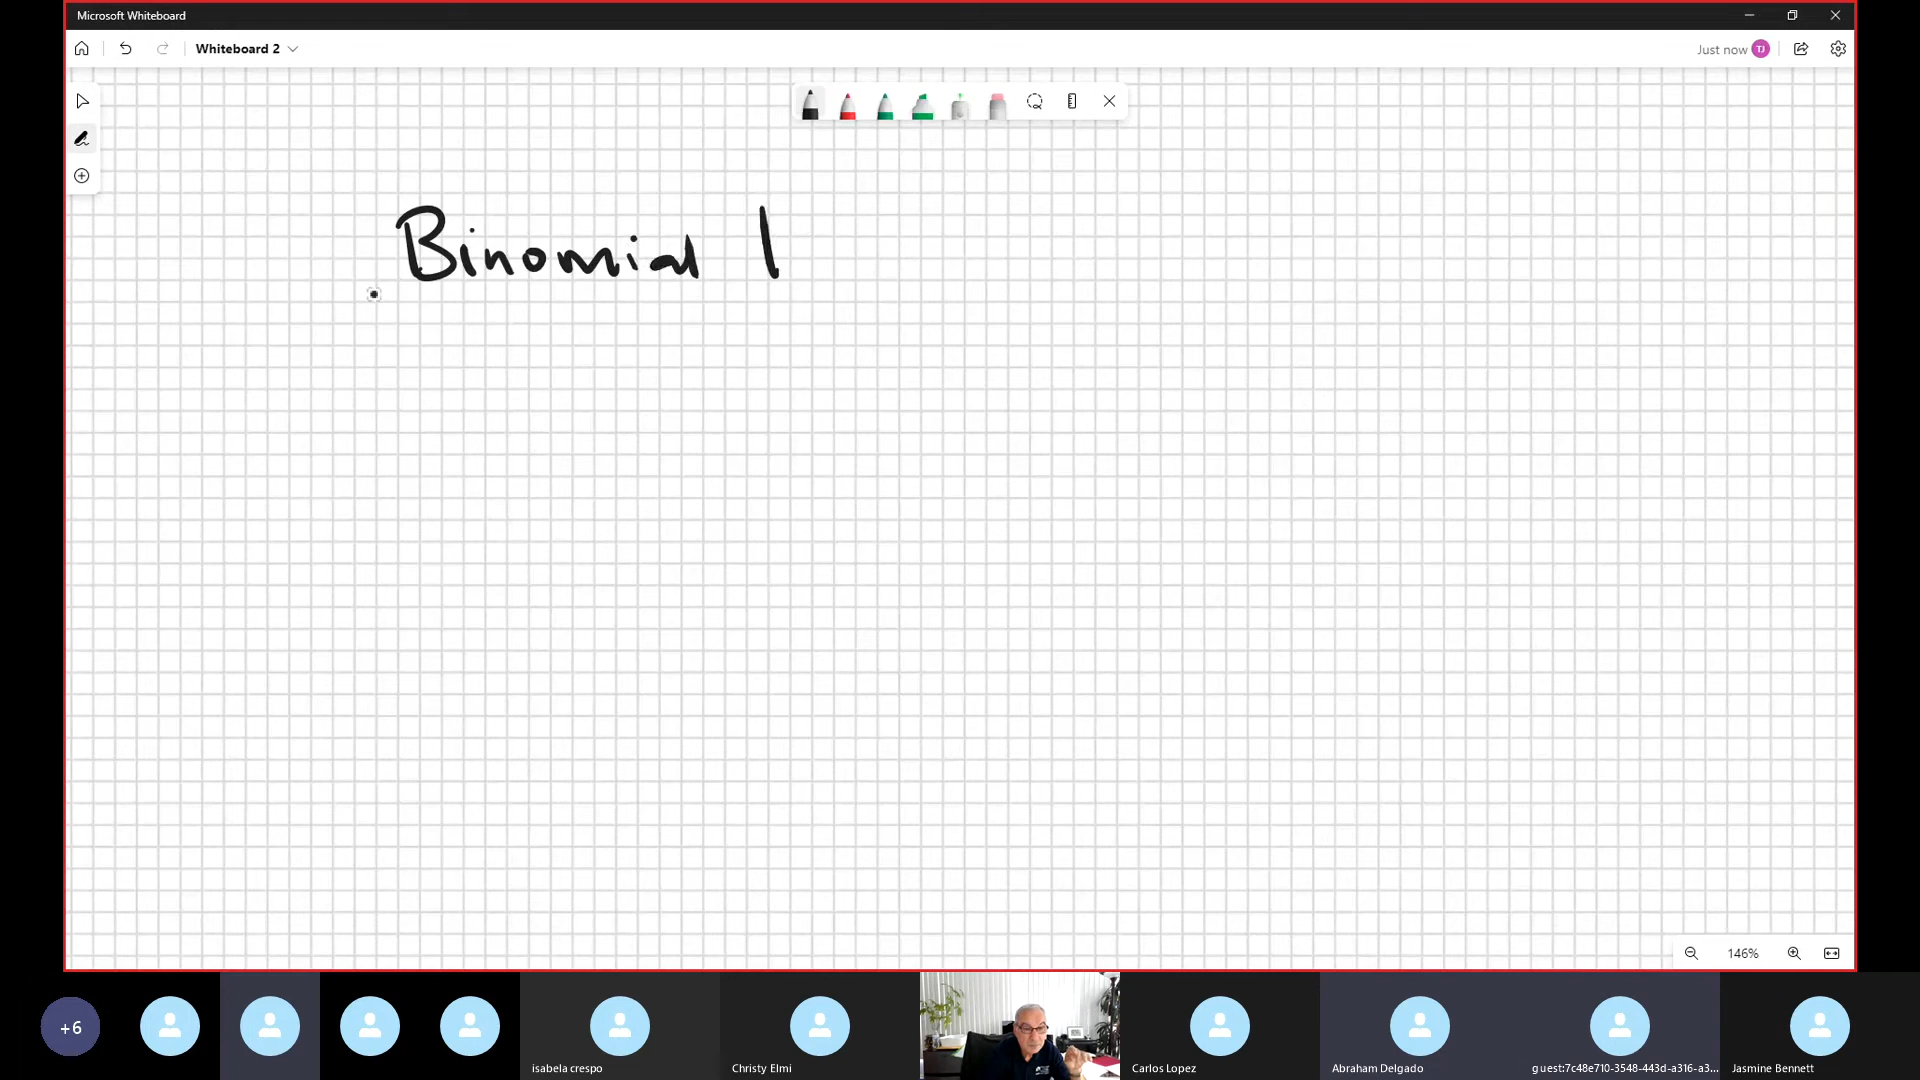 Microsoft Whiteboard
Whiteboard 2
Just now TJ
Binomial
146%
+6
isabela crespo
Christy Elmi
Carlos Lopez
Abraham Delgado
guest:7c48e710-3548-443d-a316-a3...
Jasmine Bennett